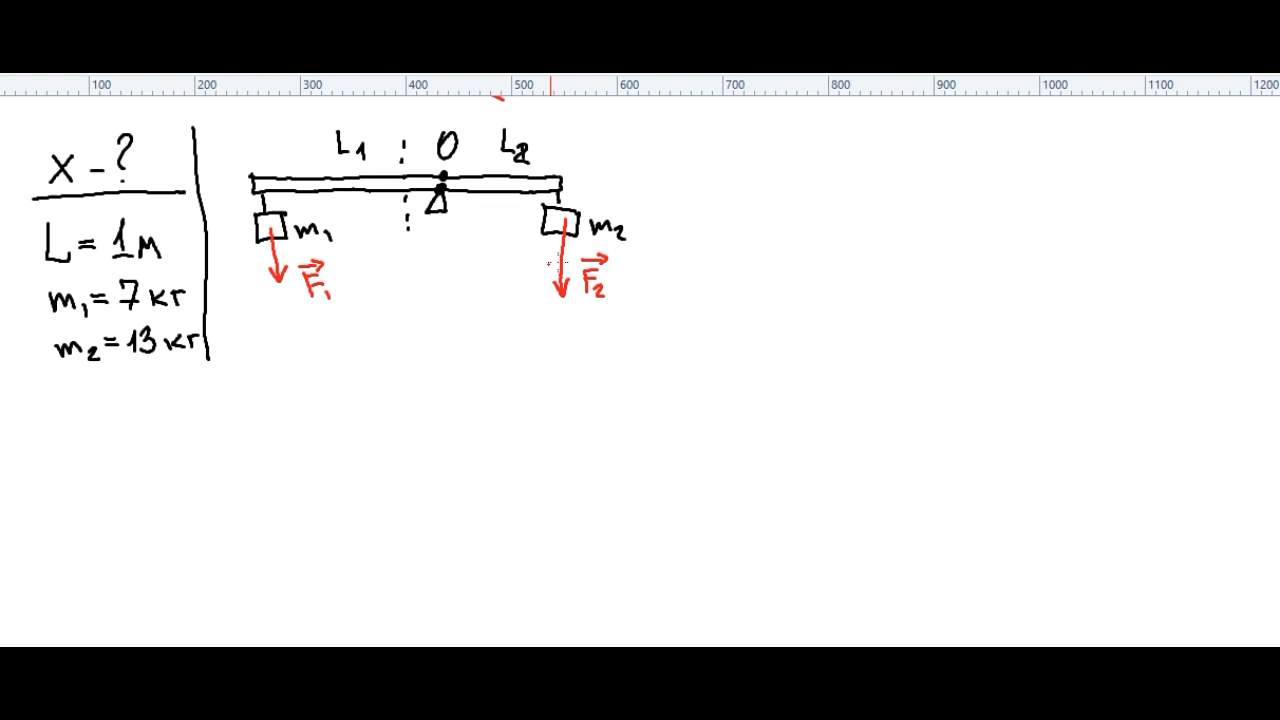 100 200 300 400 500 600 700 800 900 1000 1100 1200
x - ?
L = 1м
m₁ = 7 кг
m₂ = 13 кг
L₁ O L₂
m₁ m₂
F₁ F₂